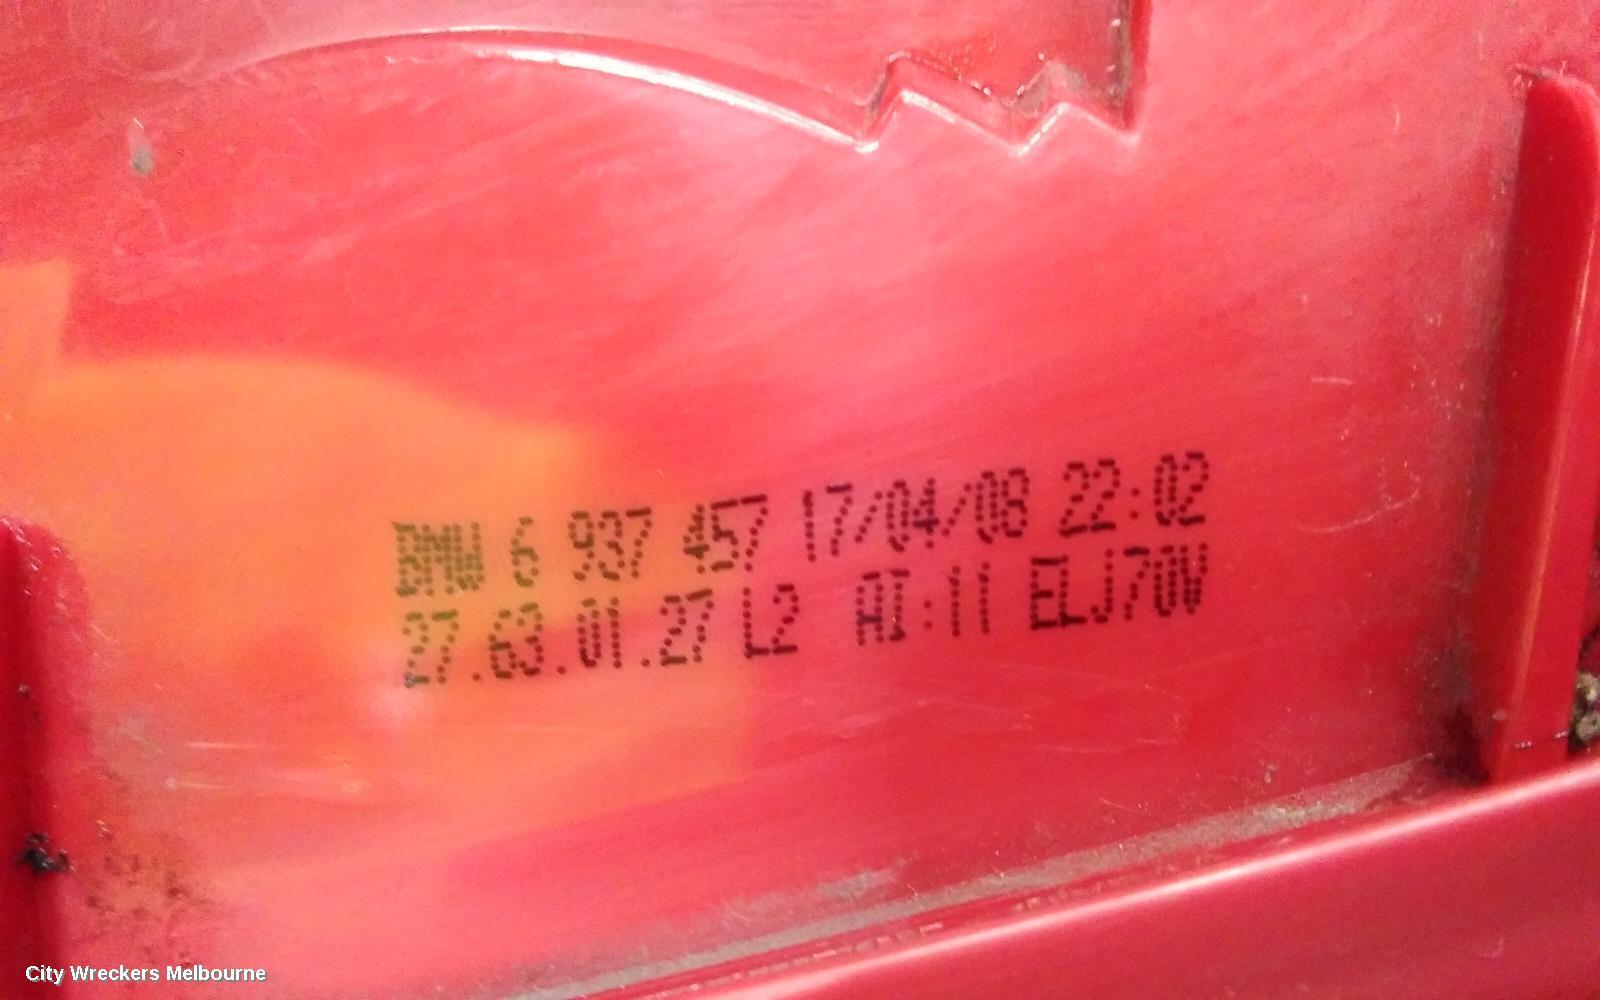 BMW 6 937 457 17/04/08 22:02
27.63.01.27 L2 AI:11 ELJ70W
City Wreckers Melbourne